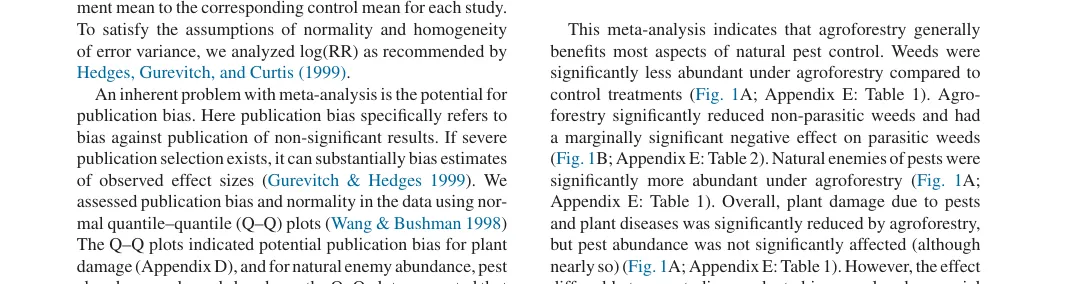 ment mean to the corresponding control mean for each study.
To satisfy the assumptions of normality and homogeneity
of error variance, we analyzed log(RR) as recommended by
Hedges, Gurevitch, and Curtis (1999).
An inherent problem with meta-analysis is the potential for
publication bias. Here publication bias specifically refers to
bias against publication of non-significant results. If severe
publication selection exists, it can substantially bias estimates
of observed effect sizes (Gurevitch & Hedges 1999). We
assessed publication bias and normality in the data using nor-
mal quantile–quantile (Q–Q) plots (Wang & Bushman 1998)
The Q–Q plots indicated potential publication bias for plant
damage (Appendix D), and for natural enemy abundance, pest
This meta-analysis indicates that agroforestry generally
benefits most aspects of natural pest control. Weeds were
significantly less abundant under agroforestry compared to
control treatments (Fig. 1A; Appendix E: Table 1). Agro-
forestry significantly reduced non-parasitic weeds and had
a marginally significant negative effect on parasitic weeds
(Fig. 1B; Appendix E: Table 2). Natural enemies of pests were
significantly more abundant under agroforestry (Fig. 1A;
Appendix E: Table 1). Overall, plant damage due to pests
and plant diseases was significantly reduced by agroforestry,
but pest abundance was not significantly affected (although
nearly so) (Fig. 1A; Appendix E: Table 1). However, the effect